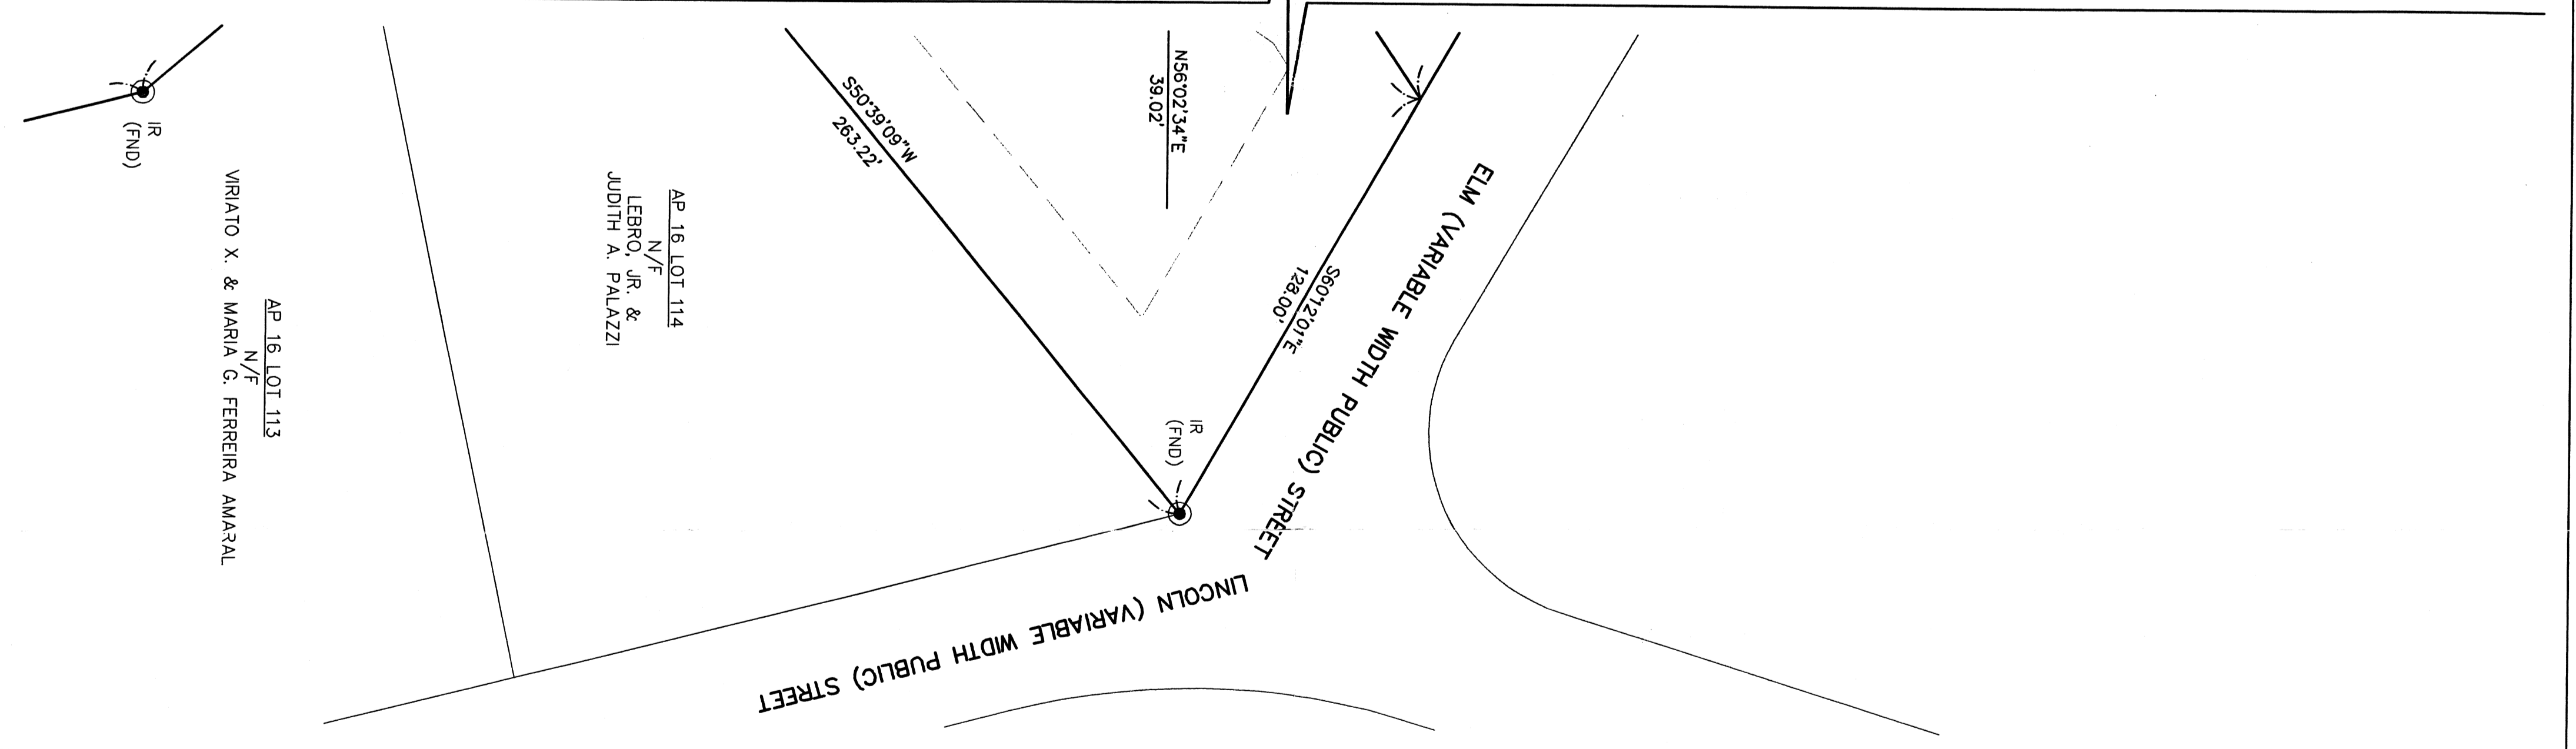 IR
(FND)
AP 16 LOT 113
N/F
VIRIATO X. & MARIA G. FERREIRA AMARAL
AP 16 LOT 114
N/F
LEBRO, JR. &
JUDITH A. PALAZZI
S50°39'09"W
263.22'
N56°02'34"E
39.02'
S60°12'01"E
128.00'
IR
(FND)
ELM (VARIABLE WIDTH PUBLIC) STREET
LINCOLN (VARIABLE WIDTH PUBLIC) STREET